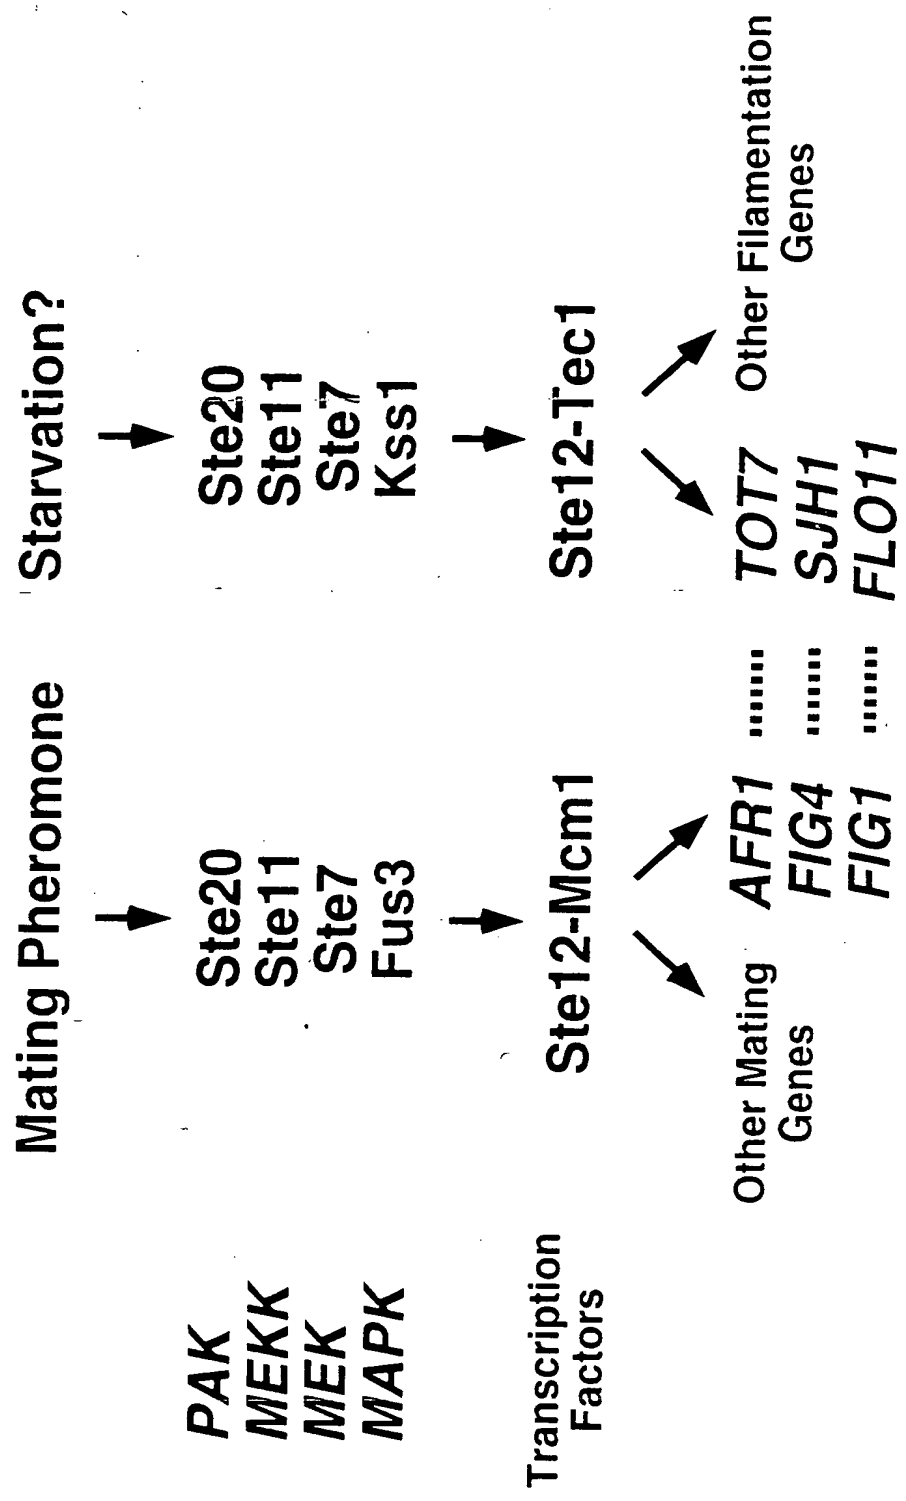 Mating Pheromone
Starvation?
PAK
MEKK
MEK
MAPK
Ste20
Ste11
Ste7
Fus3
Ste20
Ste11
Ste7
Kss1
Transcription
Factors
Ste12-Mcm1
Ste12-Tec1
Other Mating
Genes
AFR1 ....... TOT7
FIG4 ....... SJH1
FIG1 ....... FLO11
Other Filamentation
Genes